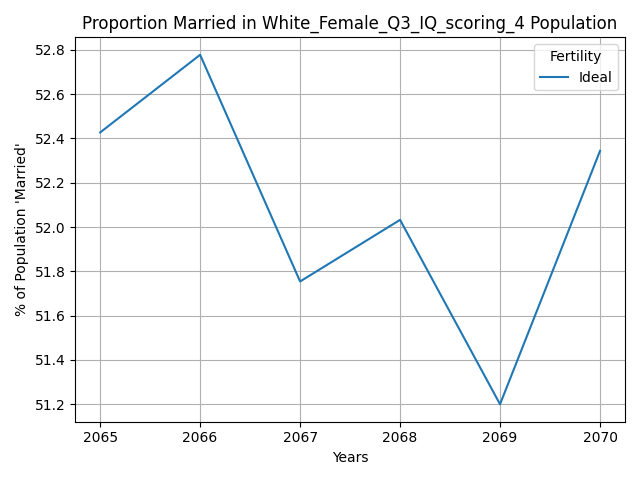 Proportion Married in White_Female_Q3_IQ_scoring_4 Population
Fertility
Ideal
% of Population 'Married'
52.8
52.6
52.4
52.2
52.0
51.8
51.6
51.4
51.2
2065 2066 2067 2068 2069 2070
Years